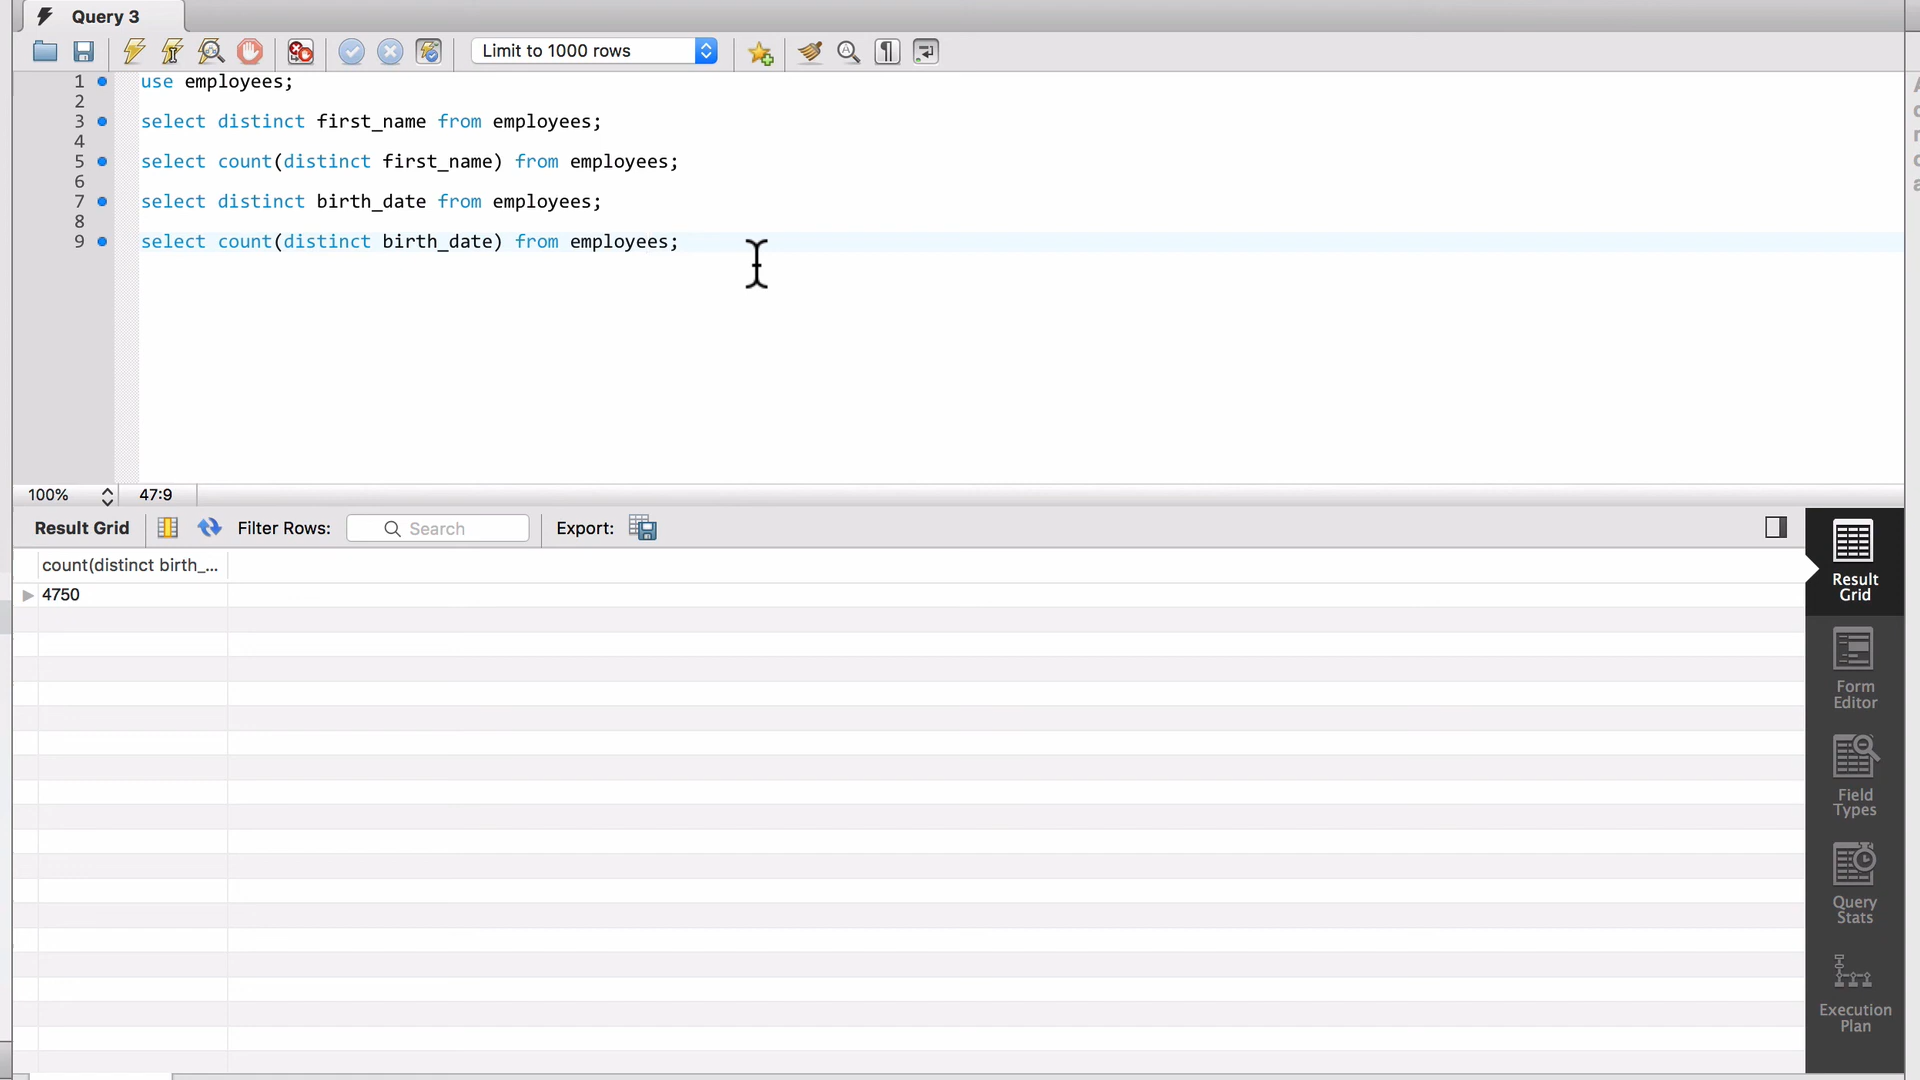 Query 3
Limit to 1000 rows
1 use employees;
2
3 select distinct first_name from employees;
4
5 select count(distinct first_name) from employees;
6
7 select distinct birth_date from employees;
8
9 select count(distinct birth_date) from employees;
100% 47:9
Result Grid Filter Rows: Search Export:
count(distinct birth_...
4750
Result
Grid
Form
Editor
Field
Types
Query
Stats
Execution
Plan